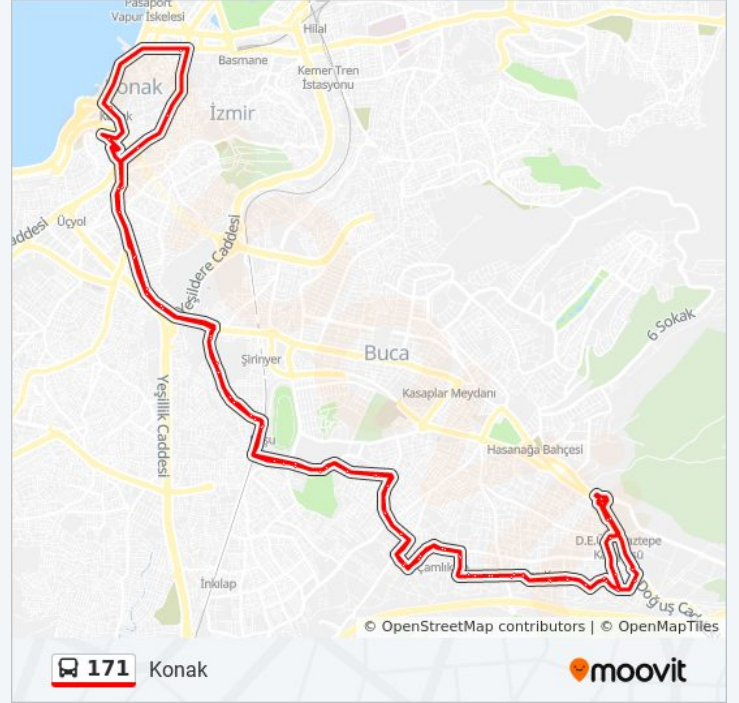 Pasaport
Vapur İskelesi
Hilal
Basmane
Kemer Tren
İstasyonu
Konak
İzmir
Üçyol
Yeşildere Caddesi
6 Sokak
Buca
Şirinyer
Kasaplar Meydanı
Yeşillik Caddesi
Hasanağa Bahçesi
İnkılap
© OpenStreetMap contributors | © OpenMapTiles
171 Konak
moovit